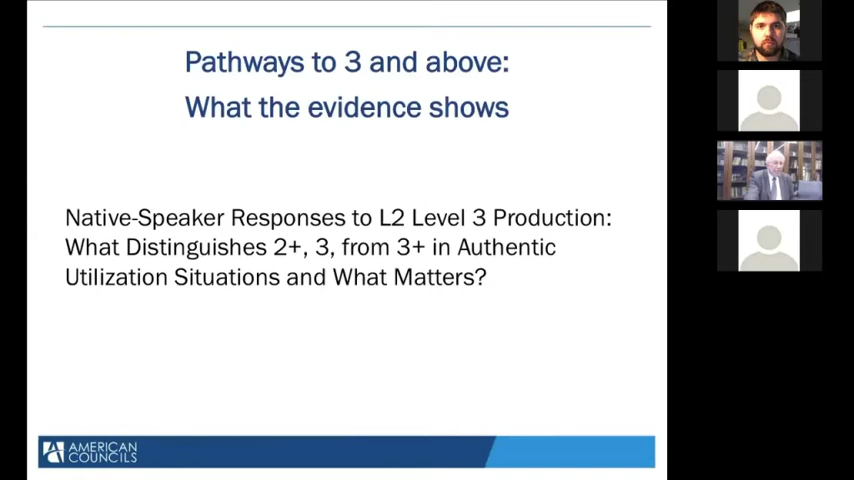 Pathways to 3 and above:
What the evidence shows
Native-Speaker Responses to L2 Level 3 Production:
What Distinguishes 2+, 3, from 3+ in Authentic
Utilization Situations and What Matters?
AMERICAN
COUNCILS